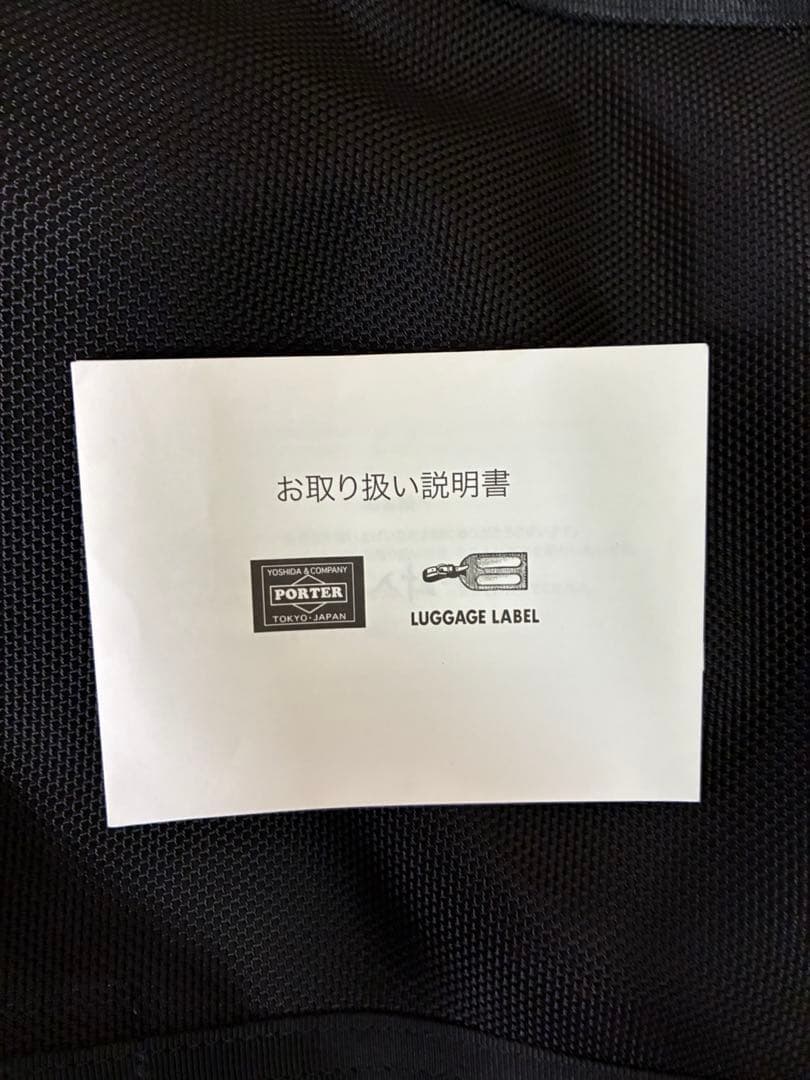 お取り扱い説明書
YOSHIDA & COMPANY
PORTER
TOKYO・JAPAN
LUGGAGE LABEL